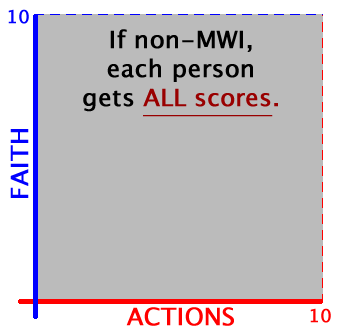 10
If non-MWI,
each person
gets ALL scores.
FAITH
ACTIONS
10